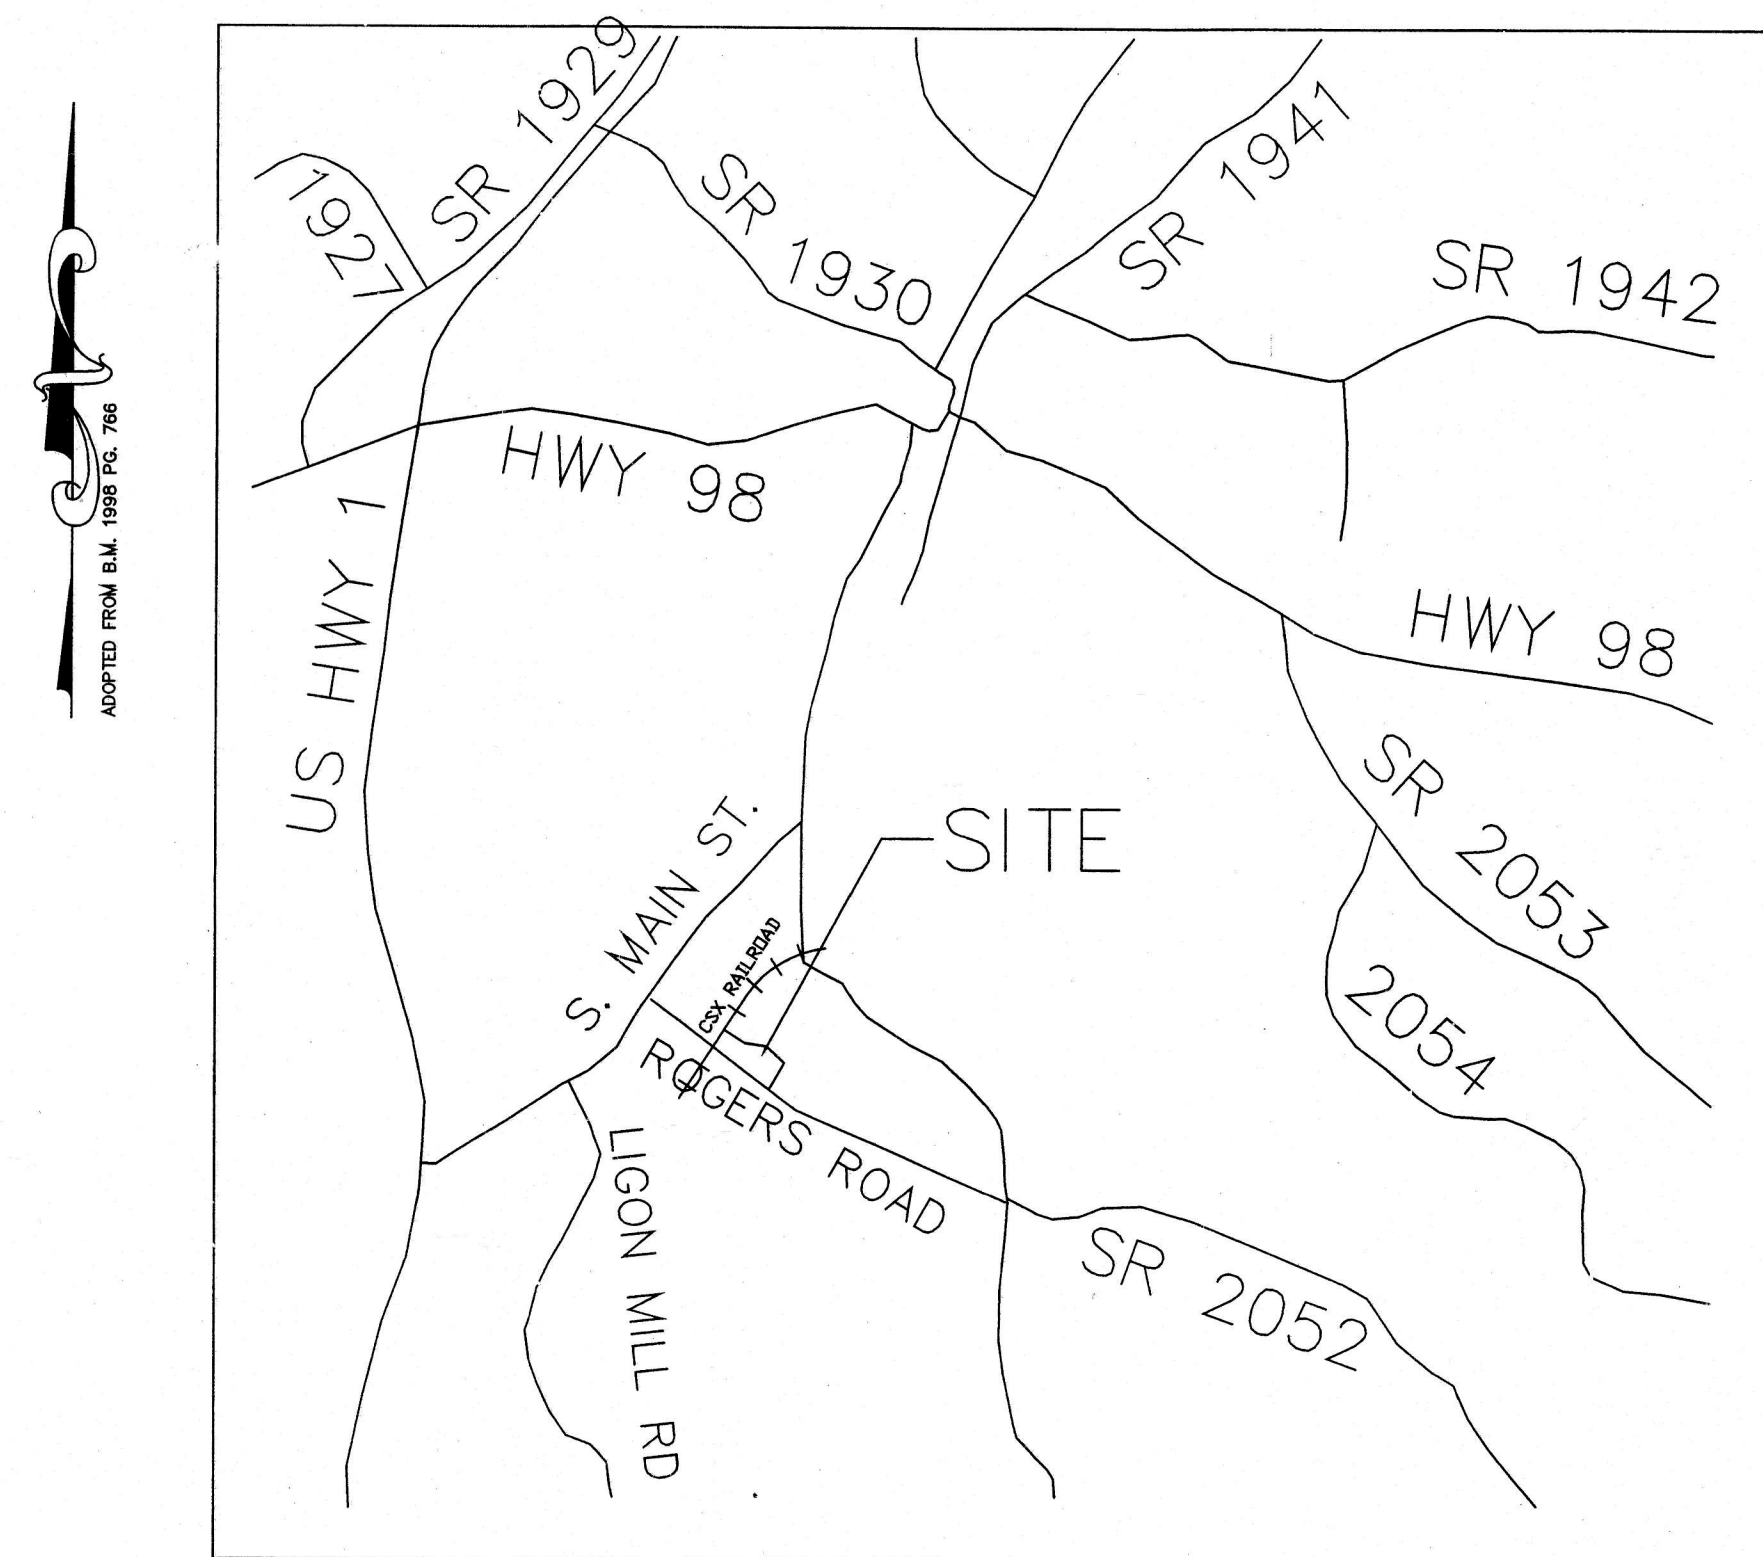 SR 1929
1927
SR 1930
SR 1941
SR 1942
ADOPTED FROM B.M. 1998 PG. 766
HWY 98
US HWY 1
HWY 98
SR 2053
S. MAIN ST.
SITE
CSX RAILROAD
2054
ROGERS ROAD
LIGON MILL RD
SR 2052